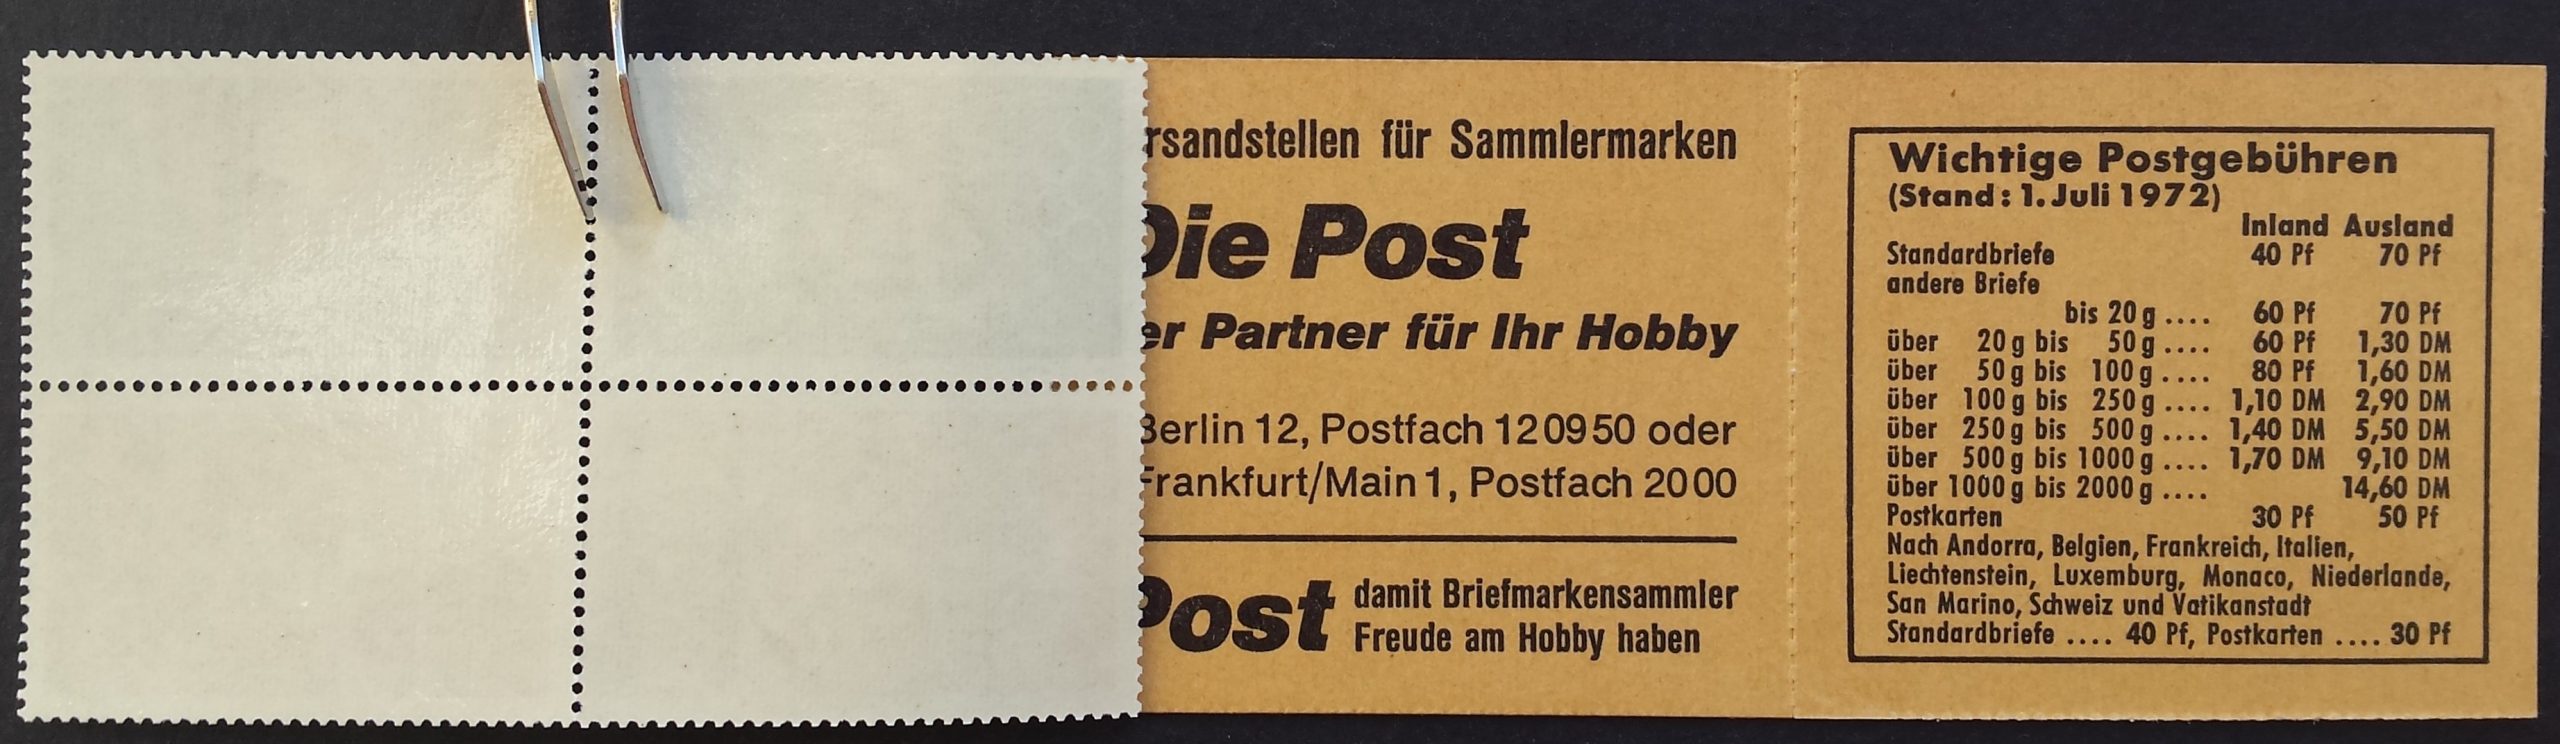 rsandstellen für Sammlermarken
Die Post
er Partner für Ihr Hobby
Berlin 12, Postfach 120950 oder
Frankfurt/Main 1, Postfach 2000
Post damit Briefmarkensammler
Freude am Hobby haben
Wichtige Postgebühren
(Stand: 1. Juli 1972)
Inland Ausland
Standardbriefe 40 Pf 70 Pf
andere Briefe
bis 20 g .... 60 Pf 70 Pf
über 20 g bis 50 g .... 60 Pf 1,30 DM
über 50 g bis 100 g .... 80 Pf 1,60 DM
über 100 g bis 250 g .... 1,10 DM 2,90 DM
über 250 g bis 500 g .... 1,40 DM 5,50 DM
über 500 g bis 1000 g .... 1,70 DM 9,10 DM
über 1000 g bis 2000 g .... 14,60 DM
Postkarten 30 Pf 50 Pf
Nach Andorra, Belgien, Frankreich, Italien,
Liechtenstein, Luxemburg, Monaco, Niederlande,
San Marino, Schweiz und Vatikanstadt
Standardbriefe .... 40 Pf, Postkarten .... 30 Pf